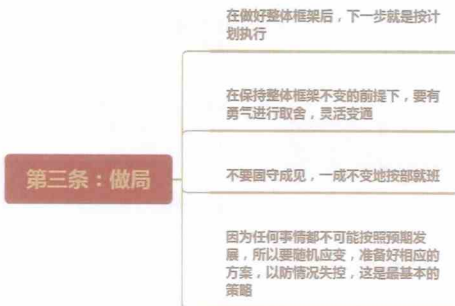 在做好整体框架后，下一步就是按计
划执行
在保持整体框架不变的前提下，要有
勇气进行取舍，灵活变通
第三条：做局
不要固守成见，一成不变地按部就班
因为任何事情都不可能按照预期发
展，所以要随机应变，准备好相应的
方案，以防情况失控，这是最基本的
策略